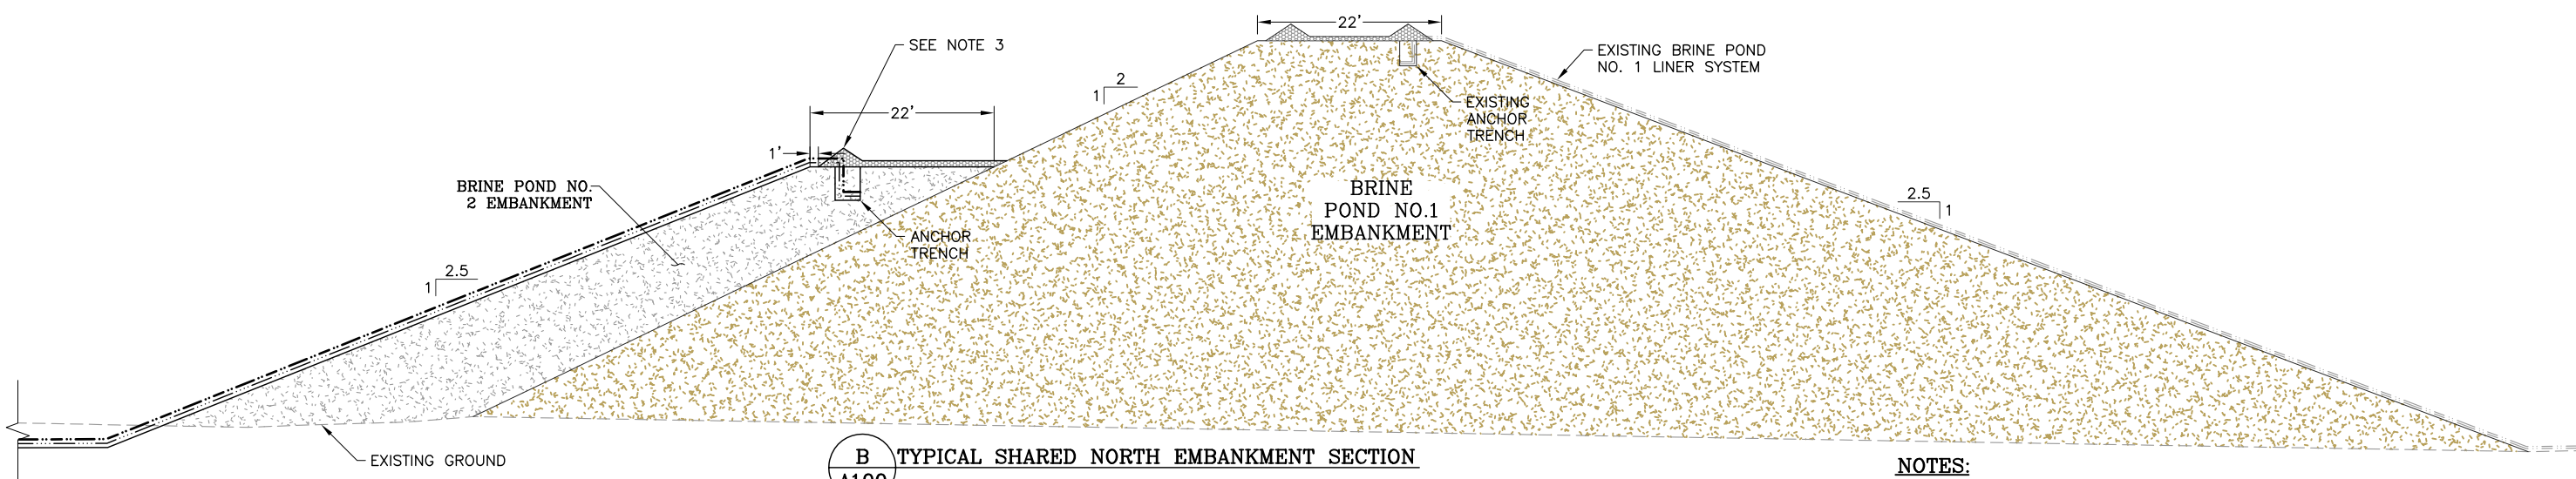 22'
SEE NOTE 3
EXISTING BRINE POND
NO. 1 LINER SYSTEM
2
1
22'
EXISTING
ANCHOR
TRENCH
1'
BRINE POND NO.
2 EMBANKMENT
BRINE
POND NO.1
EMBANKMENT
2.5
1
ANCHOR
TRENCH
2.5
1
EXISTING GROUND
B
TYPICAL SHARED NORTH EMBANKMENT SECTION
A100
NOTES: